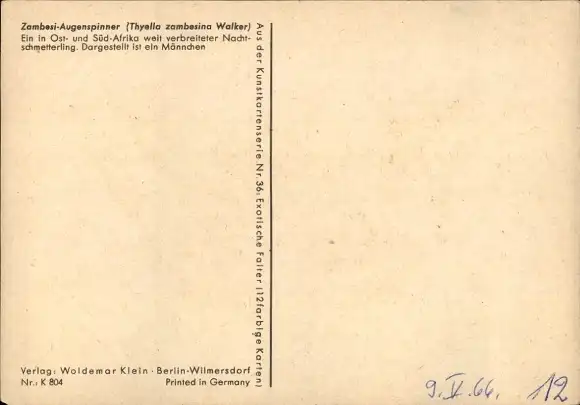 Zambesi-Augenspinner (Thyella zambesina Walker)
Ein in Ost- und Süd-Afrika weit verbreiteter Nacht-
schmetterling. Dargestellt ist ein Männchen
Aus der Kunstkartenserie Nr. 36: Exotische Falter (12farbige Karten)
Verlag: Woldemar Klein · Berlin-Wilmersdorf
Nr.: K 804 Printed in Germany
9. V. 66. 12